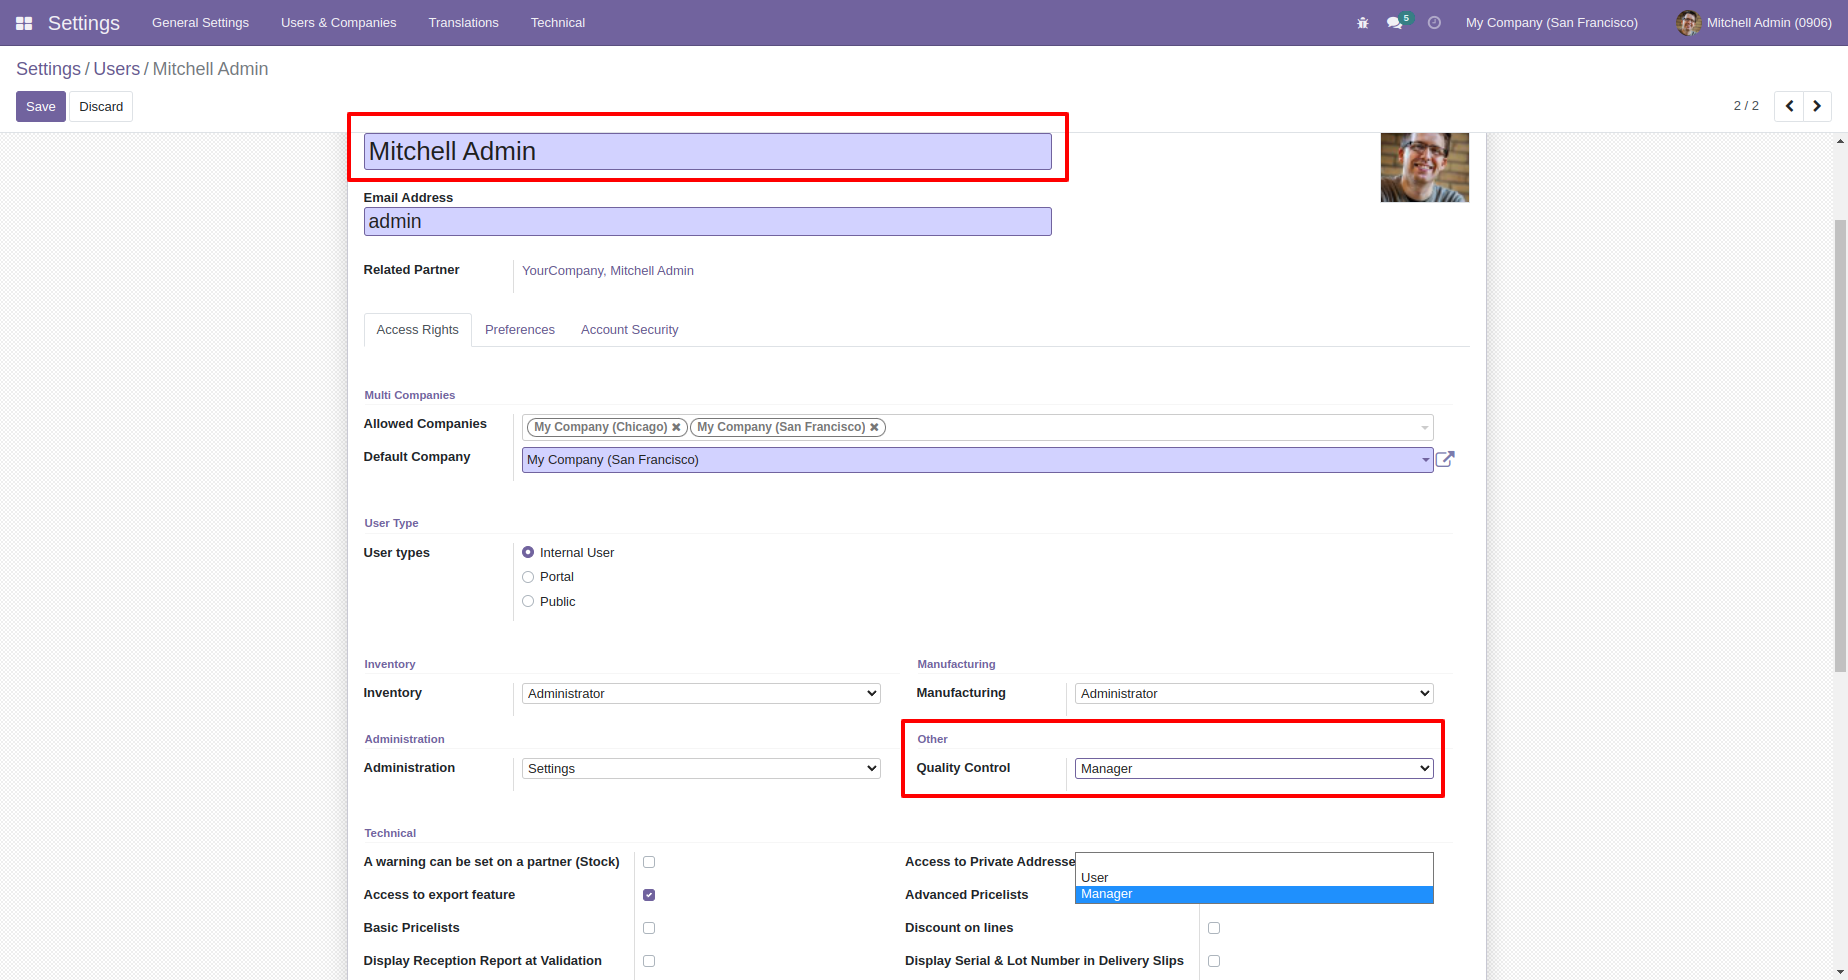 Settings General Settings Users & Companies Translations Technical 5 My Company (San Francisco) Mitchell Admin (0906)
Settings / Users / Mitchell Admin
Save Discard 2 / 2
Mitchell Admin
Email Address
admin
Related Partner YourCompany, Mitchell Admin
Access Rights Preferences Account Security
Multi Companies
Allowed Companies My Company (Chicago) ✖ My Company (San Francisco) ✖
Default Company My Company (San Francisco)
User Type
User types Internal User
Portal
Public
Inventory Manufacturing
Inventory Administrator Manufacturing Administrator
Administration Other
Administration Settings Quality Control Manager
Technical
A warning can be set on a partner (Stock) Access to Private Addresse
User
Access to export feature Advanced Pricelists Manager
Basic Pricelists Discount on lines
Display Reception Report at Validation Display Serial & Lot Number in Delivery Slips